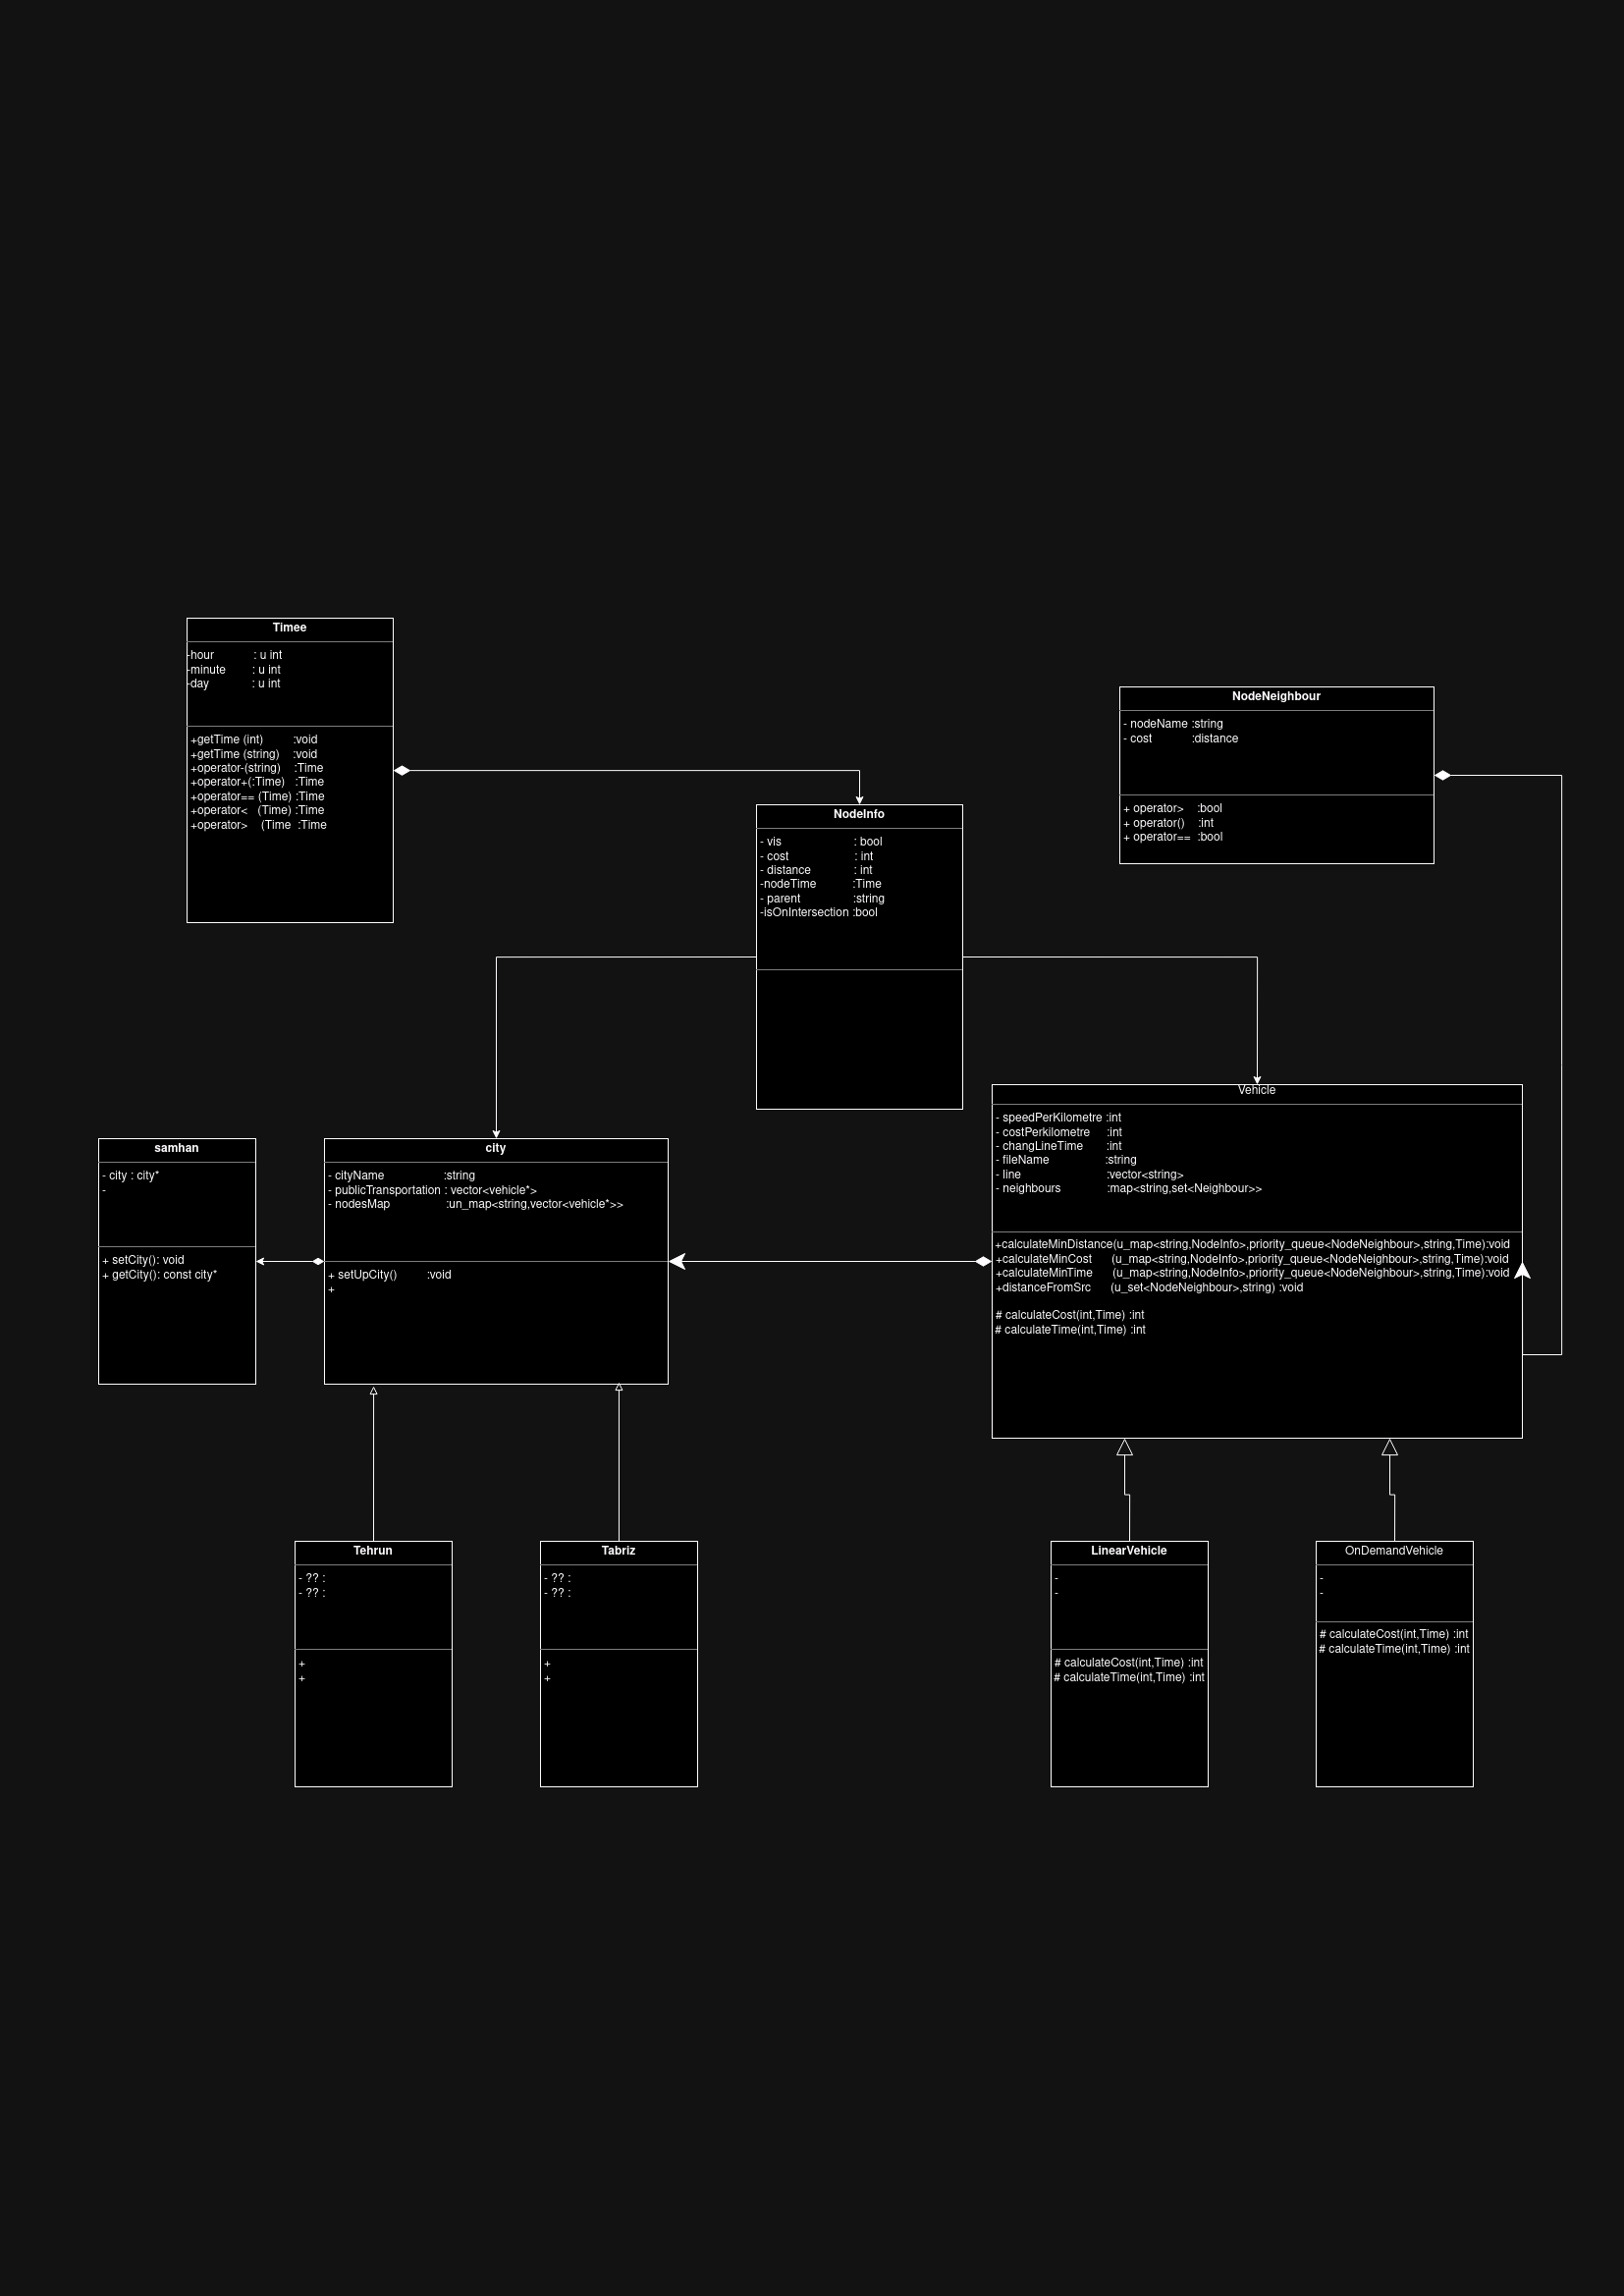 Timee
-hour : u int
-minute : u int
-day : u int
+getTime (int) :void
+getTime (string) :void
+operator-(string) :Time
+operator+(:Time) :Time
+operator== (Time) :Time
+operator< (Time) :Time
+operator> (Time :Time
NodeNeighbour
- nodeName :string
- cost :distance
+ operator> :bool
+ operator() :int
+ operator== :bool
NodeInfo
- vis : bool
- cost : int
- distance : int
-nodeTime :Time
- parent :string
-isOnIntersection :bool
Vehicle
- speedPerKilometre :int
- costPerkilometre :int
- changLineTime :int
- fileName :string
- line :vector<string>
- neighbours :map<string,set<Neighbour>>
+calculateMinDistance(u_map<string,NodeInfo>,priority_queue<NodeNeighbour>,string,Time):void
+calculateMinCost (u_map<string,NodeInfo>,priority_queue<NodeNeighbour>,string,Time):void
+calculateMinTime (u_map<string,NodeInfo>,priority_queue<NodeNeighbour>,string,Time):void
+distanceFromSrc (u_set<NodeNeighbour>,string) :void
# calculateCost(int,Time) :int
# calculateTime(int,Time) :int
samhan
- city : city*
-
+ setCity(): void
+ getCity(): const city*
city
- cityName :string
- publicTransportation : vector<vehicle*>
- nodesMap :un_map<string,vector<vehicle*>>
+ setUpCity() :void
+
Tehrun
- ?? :
- ?? :
+
+
Tabriz
- ?? :
- ?? :
+
+
LinearVehicle
-
-
# calculateCost(int,Time) :int
# calculateTime(int,Time) :int
OnDemandVehicle
-
-
# calculateCost(int,Time) :int
# calculateTime(int,Time) :int